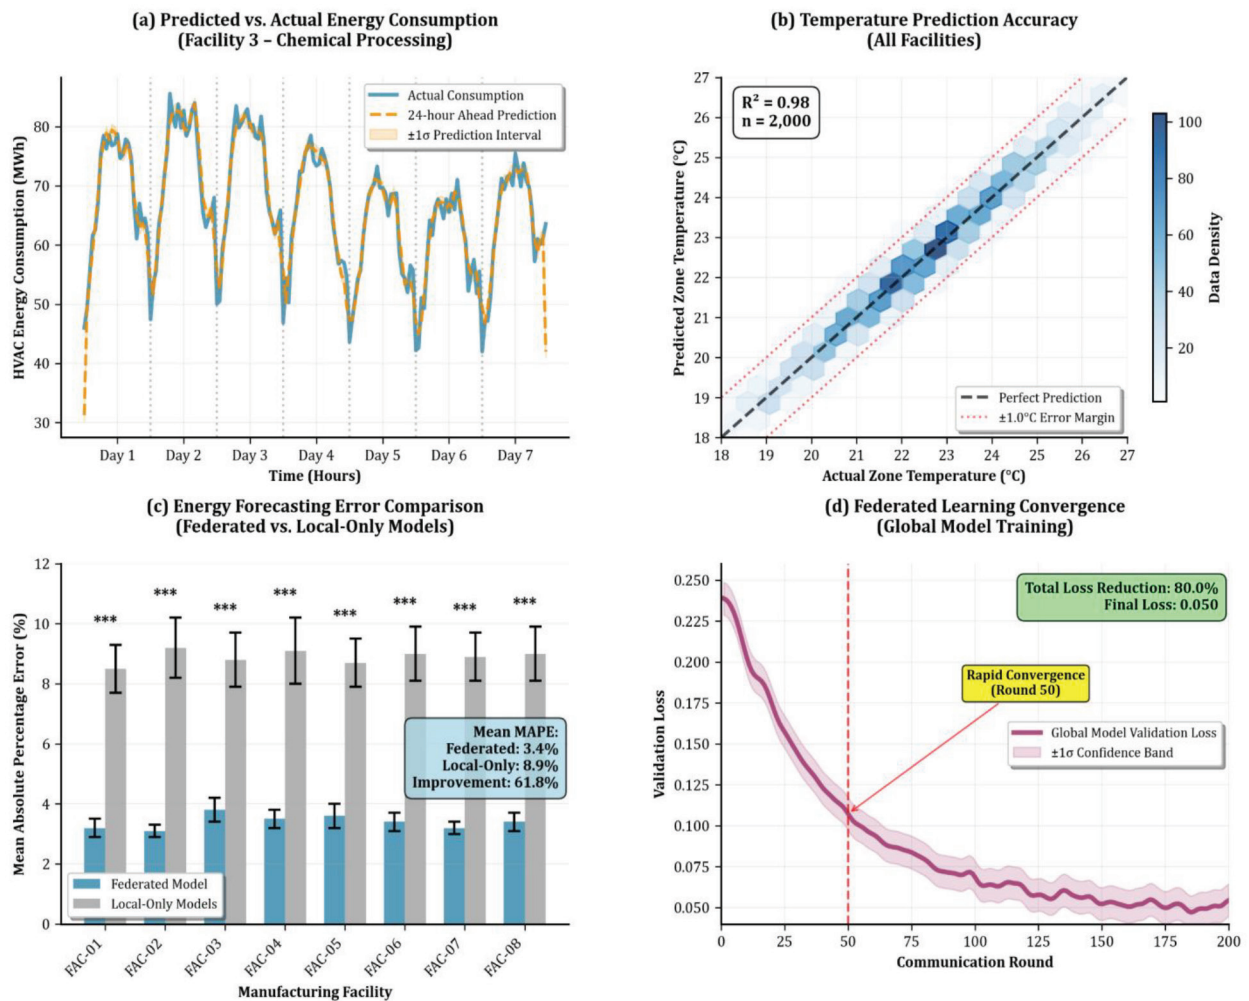 (a) Predicted vs. Actual Energy Consumption
(Facility 3 – Chemical Processing)
HVAC Energy Consumption (MWh)
80
70
60
50
40
30
Actual Consumption
24-hour Ahead Prediction
±1σ Prediction Interval
Day 1
Day 2
Day 3
Day 4
Day 5
Day 6
Day 7
Time (Hours)
(b) Temperature Prediction Accuracy
(All Facilities)
Predicted Zone Temperature (°C)
27
26
25
24
23
22
21
20
19
18
R² = 0.98
n = 2,000
Perfect Prediction
±1.0°C Error Margin
18
19
20
21
22
23
24
25
26
27
Actual Zone Temperature (°C)
100
80
60
40
20
Data Density
(c) Energy Forecasting Error Comparison
(Federated vs. Local-Only Models)
Mean Absolute Percentage Error (%)
12
10
8
6
4
2
0
***
***
***
***
***
***
***
***
Mean MAPE:
Federated: 3.4%
Local-Only: 8.9%
Improvement: 61.8%
Federated Model
Local-Only Models
FAC-01
FAC-02
FAC-03
FAC-04
FAC-05
FAC-06
FAC-07
FAC-08
Manufacturing Facility
(d) Federated Learning Convergence
(Global Model Training)
Validation Loss
0.250
0.225
0.200
0.175
0.150
0.125
0.100
0.075
0.050
Total Loss Reduction: 80.0%
Final Loss: 0.050
Rapid Convergence
(Round 50)
Global Model Validation Loss
±1σ Confidence Band
0
25
50
75
100
125
150
175
200
Communication Round